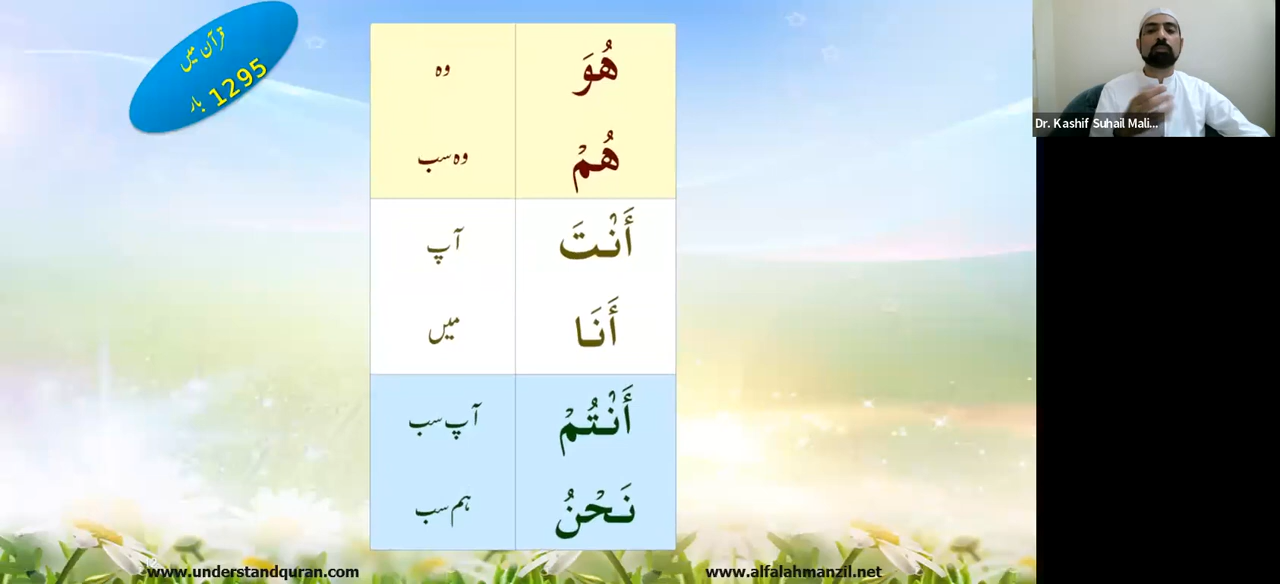 قرآن میں
1295 بار
هُوَ وہ
هُمْ وہ سب
أَنْتَ آپ
أَنَا میں
أَنْتُمْ آپ سب
نَحْنُ ہم سب
Dr. Kashif Suhail Mali...
www.understandquran.com
www.alfalahmanzil.net